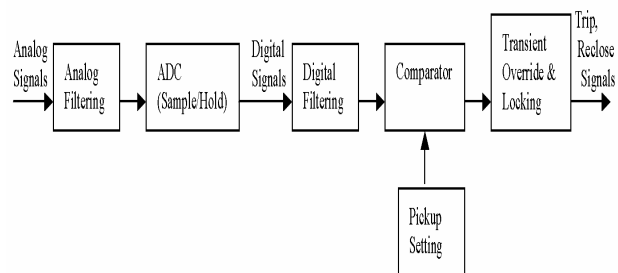 Analog
Signals
Analog
Filtering
ADC
(Sample/Hold)
Digital
Signals
Digital
Filtering
Comparator
Transient
Override &
Locking
Trip,
Reclose
Signals
Pickup
Setting